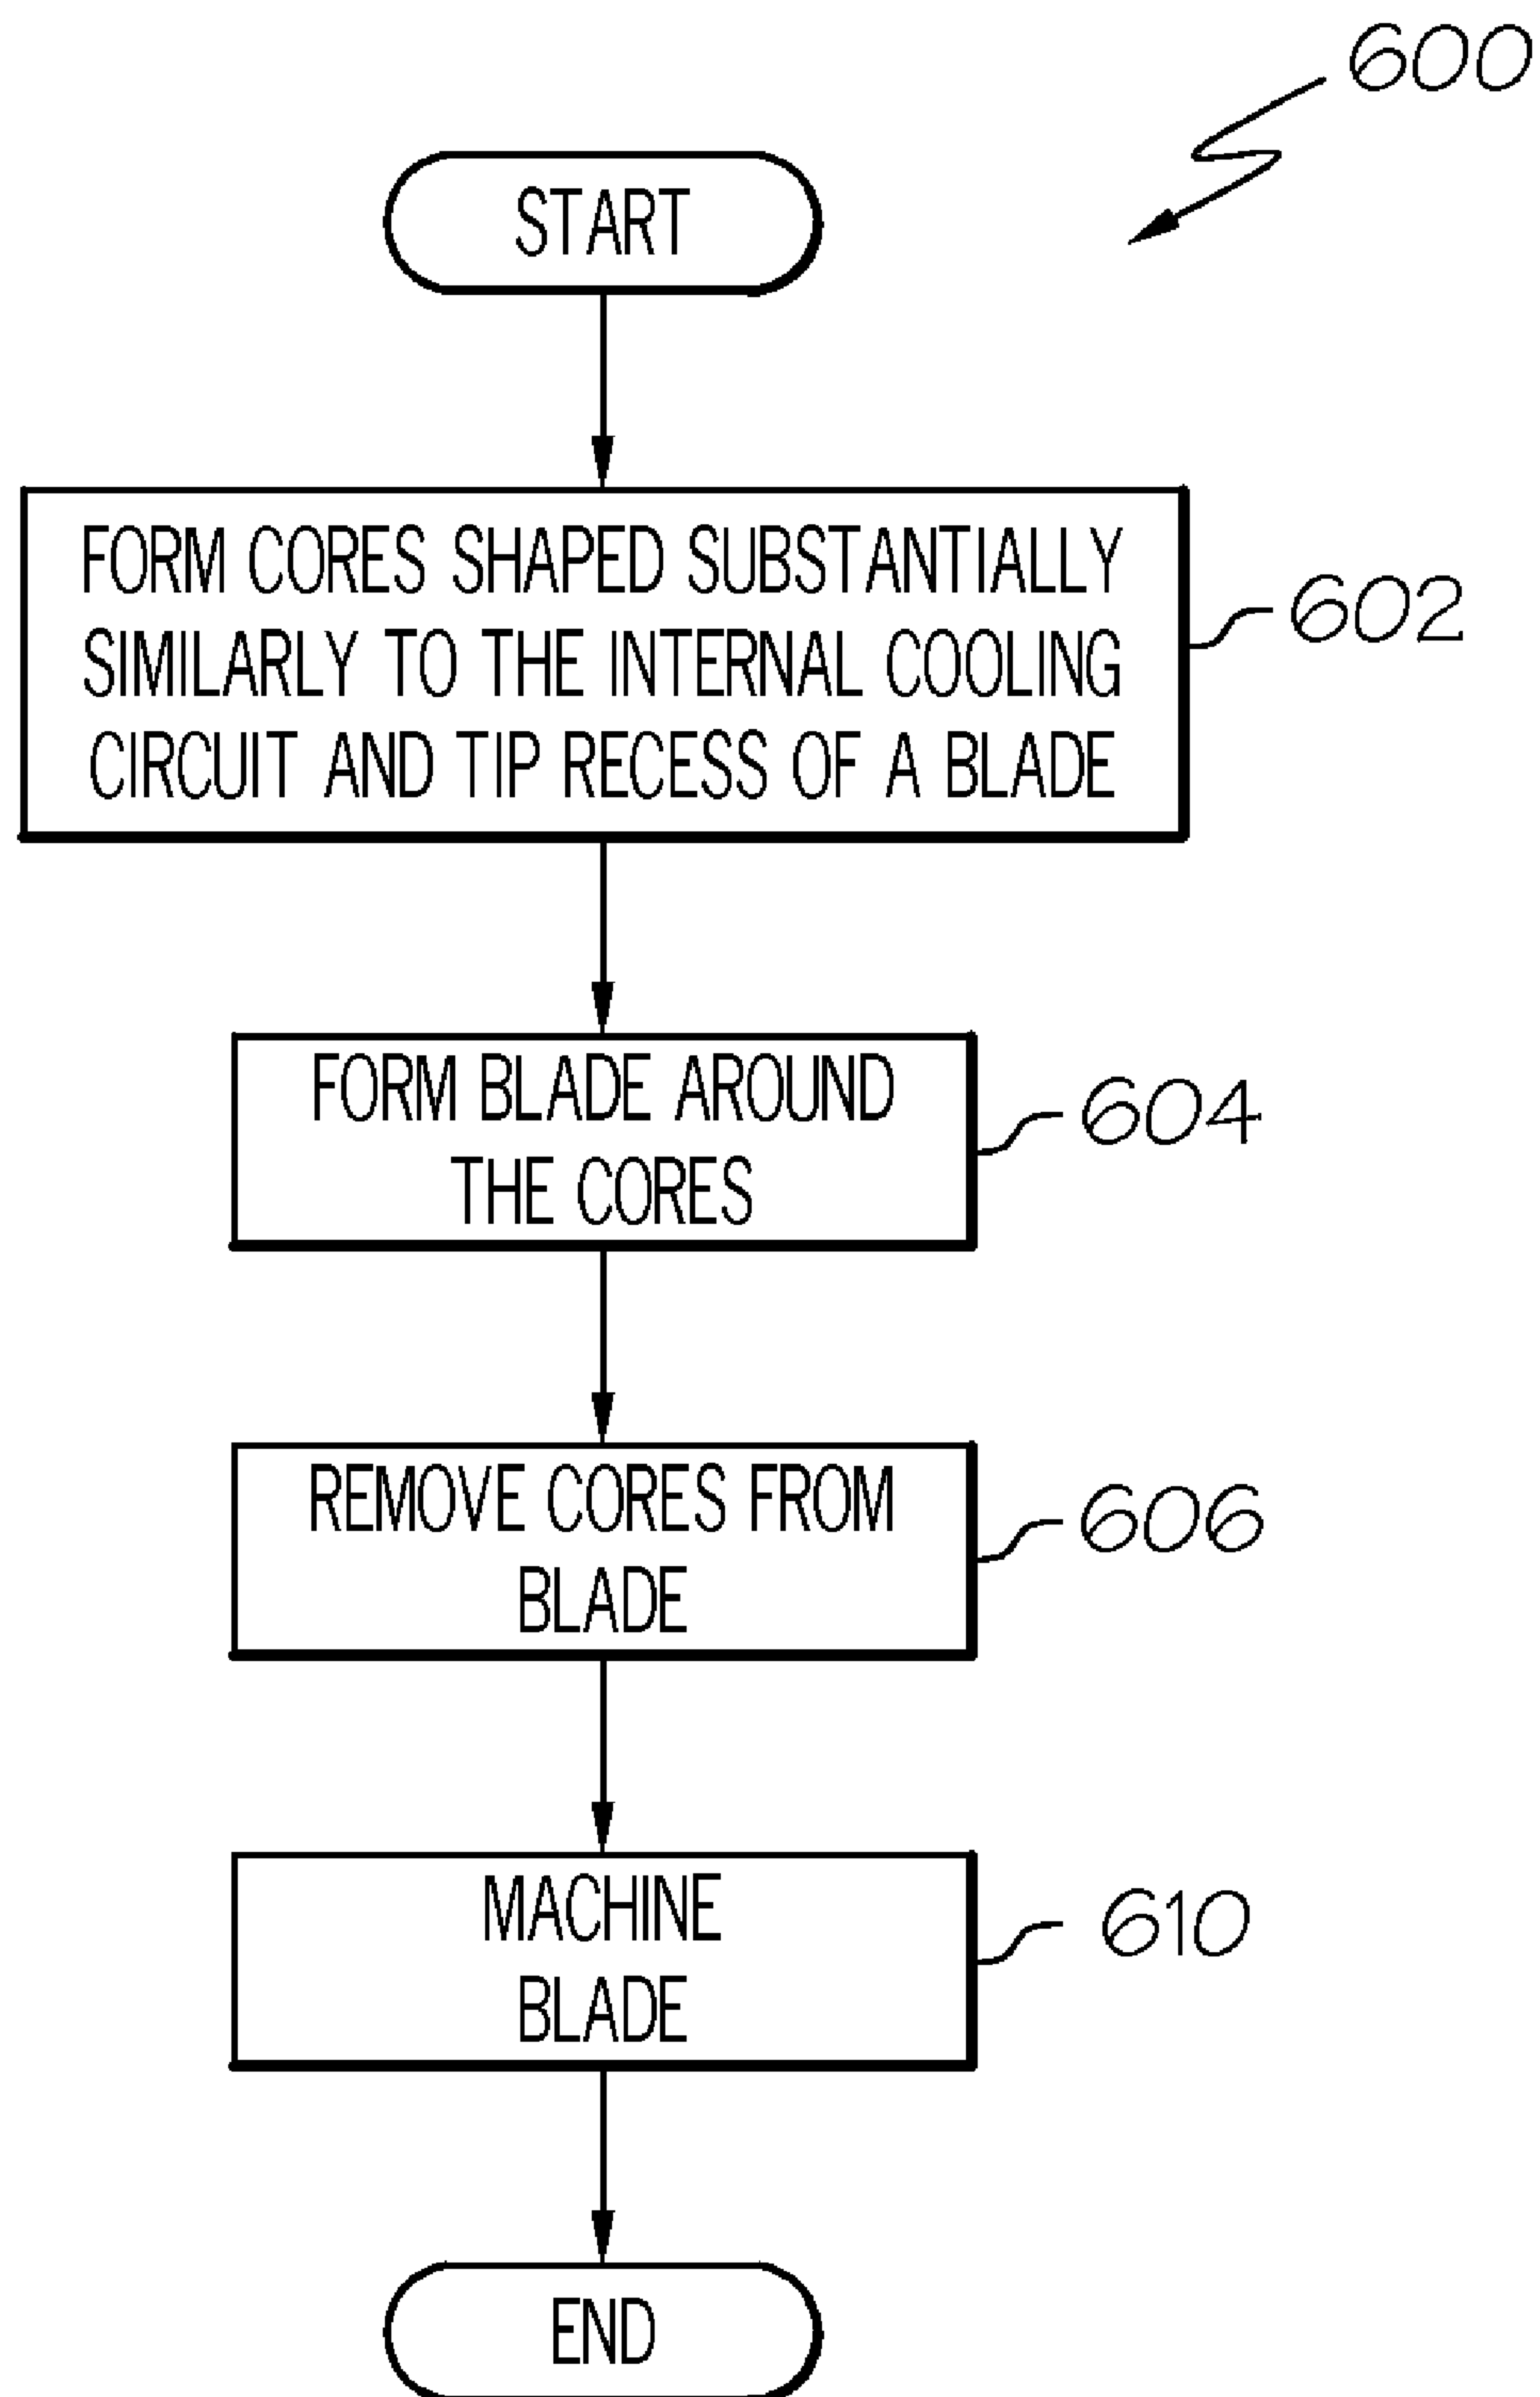 600
START
FORM CORES SHAPED SUBSTANTIALLY
SIMILARLY TO THE INTERNAL COOLING
CIRCUIT AND TIP RECESS OF A BLADE
602
FORM BLADE AROUND
THE CORES
604
REMOVE CORES FROM
BLADE
606
MACHINE
BLADE
610
END